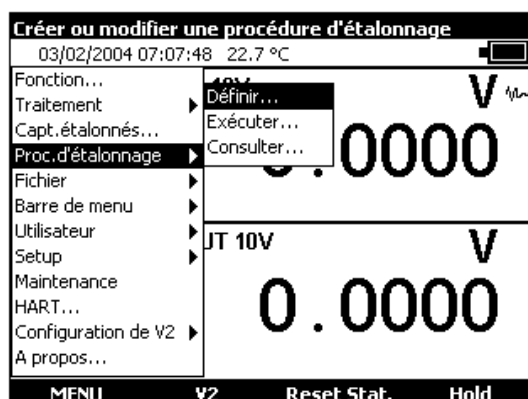 Créer ou modifier une procédure d'étalonnage
03/02/2004 07:07:48 22.7 °C
Fonction...
Traitement
Capt.étalonnés...
Proc.d'étalonnage
Fichier
Barre de menu
Utilisateur
Setup
Maintenance
HART...
Configuration de V2
A propos...
Définir...
Exécuter...
Consulter...
10V
V
.0000
UT 10V
V
0.0000
MENU V2 Reset Stat. Hold